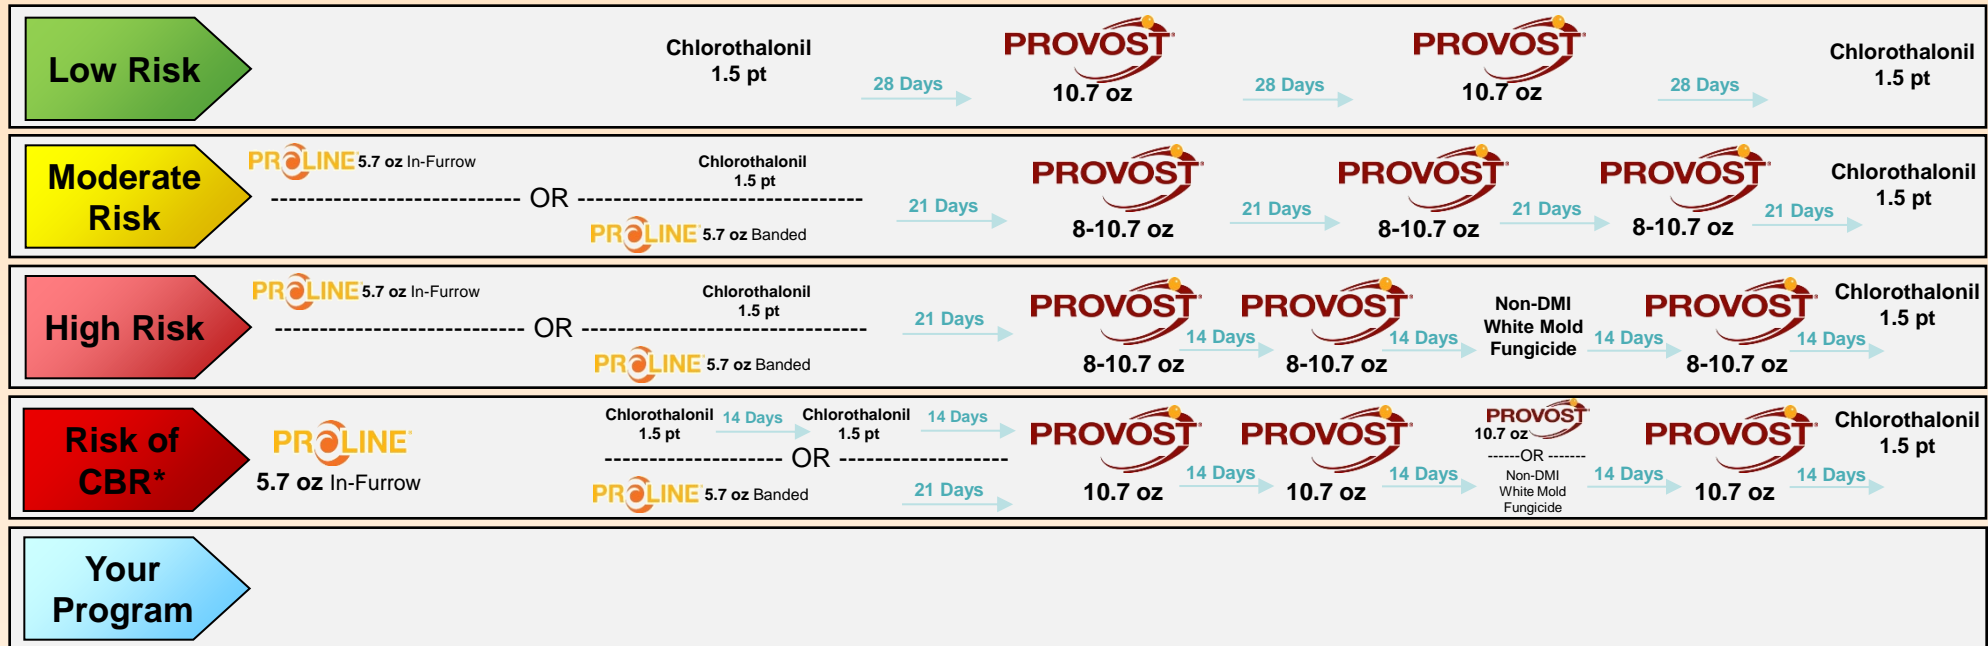 Low Risk
Chlorothalonil
1.5 pt
28 Days
PROVOST
10.7 oz
28 Days
PROVOST
10.7 oz
28 Days
Chlorothalonil
1.5 pt
Moderate
Risk
PROLINE 5.7 oz In-Furrow
Chlorothalonil
1.5 pt
--------------------------- OR -------------------------------
PROLINE 5.7 oz Banded
21 Days
PROVOST
8-10.7 oz
21 Days
PROVOST
8-10.7 oz
21 Days
PROVOST
8-10.7 oz
21 Days
Chlorothalonil
1.5 pt
High Risk
PROLINE 5.7 oz In-Furrow
Chlorothalonil
1.5 pt
--------------------------- OR -------------------------------
PROLINE 5.7 oz Banded
21 Days
PROVOST
8-10.7 oz
14 Days
PROVOST
8-10.7 oz
14 Days
Non-DMI
White Mold
Fungicide
14 Days
PROVOST
8-10.7 oz
14 Days
Chlorothalonil
1.5 pt
Risk of
CBR*
PROLINE
5.7 oz In-Furrow
Chlorothalonil
1.5 pt
14 Days
Chlorothalonil
1.5 pt
14 Days
-------------------- OR -------------------
PROLINE 5.7 oz Banded
21 Days
PROVOST
10.7 oz
14 Days
PROVOST
10.7 oz
14 Days
PROVOST
10.7 oz
------OR -------
Non-DMI
White Mold
Fungicide
14 Days
PROVOST
10.7 oz
14 Days
Chlorothalonil
1.5 pt
Your
Program